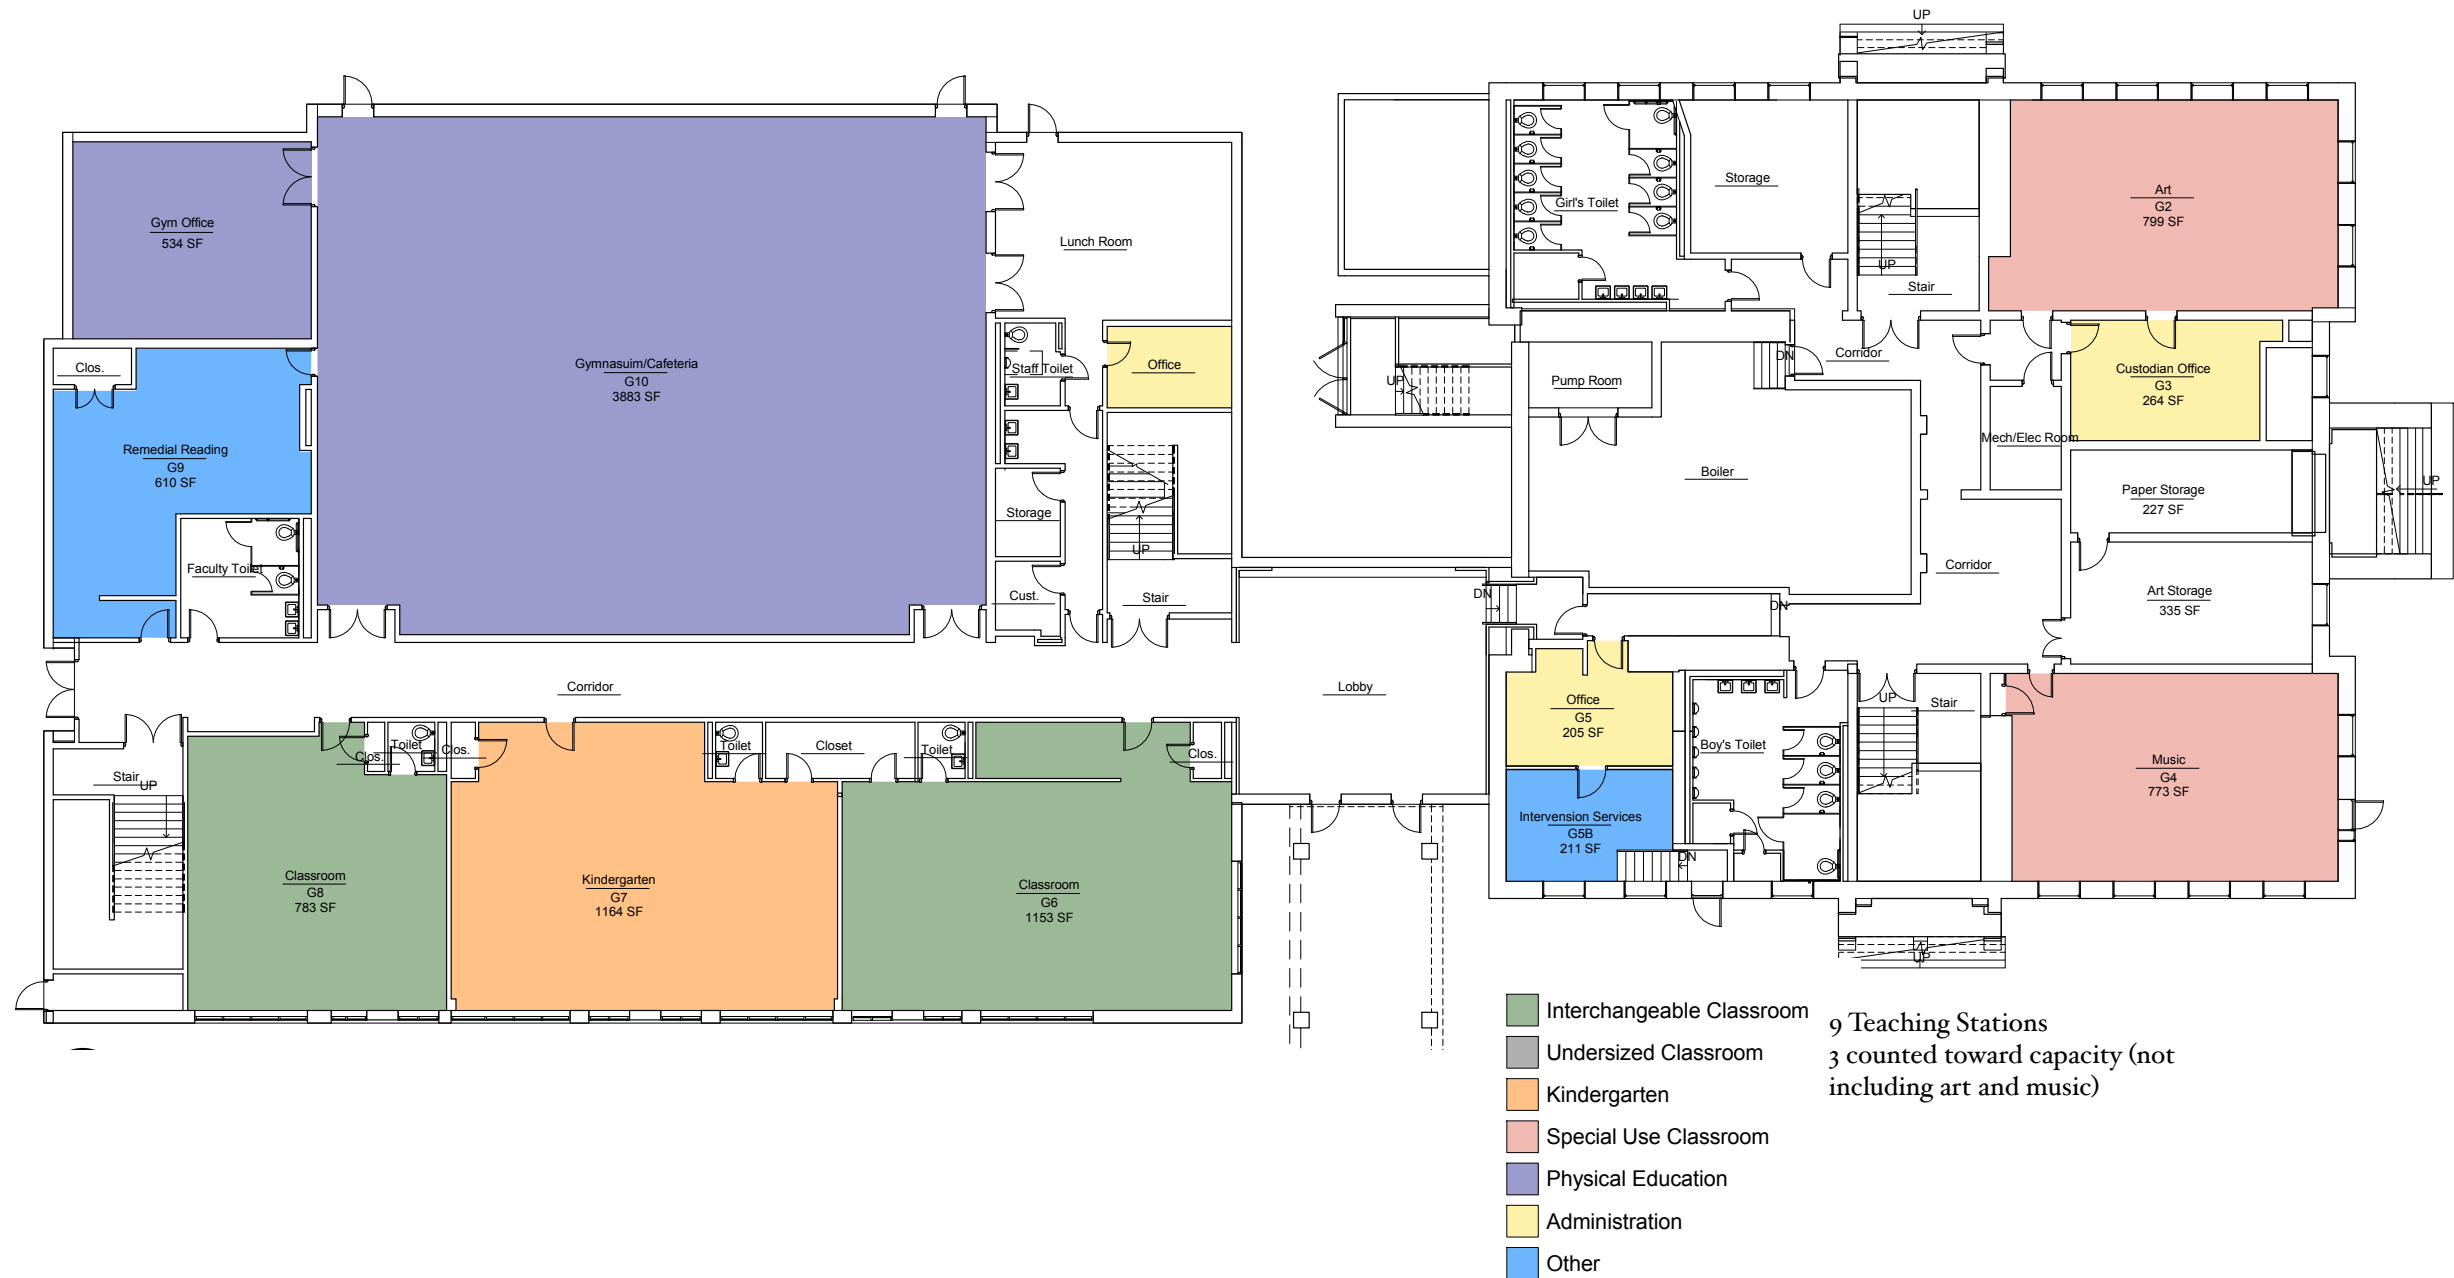 UP
Gym Office
534 SF
Lunch Room
Girl's Toilet
Storage
UP
Stair
Art
G2
799 SF
Clos.
Gymnasuim/Cafeteria
G10
3883 SF
Staff Toilet
Office
UP
Pump Room
DN
Corridor
Custodian Office
G3
264 SF
Remedial Reading
G9
610 SF
Mech/Elec Room
Boiler
Paper Storage
227 SF
UP
Storage
UP
Faculty Toilet
Cust.
Stair
DN
DN
Corridor
Art Storage
335 SF
Corridor
Lobby
Office
G5
205 SF
UP
Stair
Stair
UP
Clos.
Toilet
Clos.
Toilet
Closet
Toilet
Clos.
Boy's Toilet
Music
G4
773 SF
Intervension Services
G5B
211 SF
DN
Classroom
G8
783 SF
Kindergarten
G7
1164 SF
Classroom
G6
1153 SF
UP
Interchangeable Classroom
Undersized Classroom
Kindergarten
Special Use Classroom
Physical Education
Administration
Other
9 Teaching Stations
3 counted toward capacity (not
including art and music)